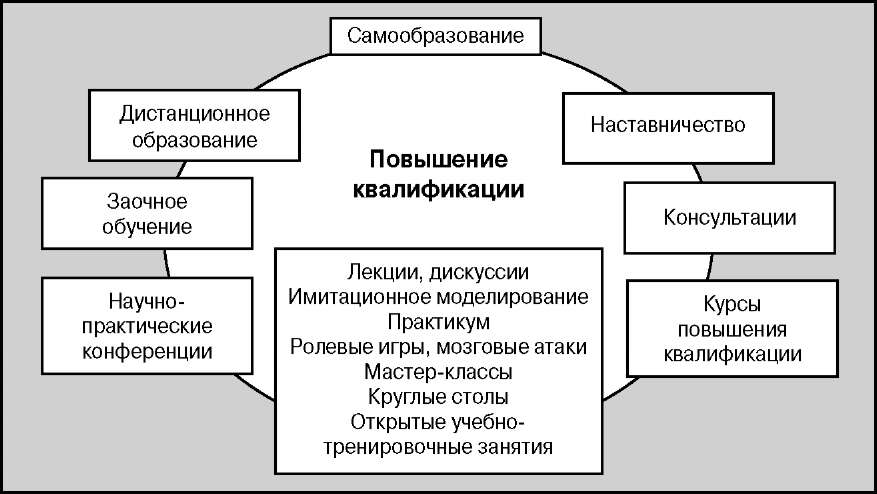 Самообразование
Дистанционное
образование
Наставничество
Повышение
квалификации
Заочное
обучение
Консультации
Лекции, дискуссии
Имитационное моделирование
Практикум
Ролевые игры, мозговые атаки
Мастер-классы
Круглые столы
Открытые учебно-
тренировочные занятия
Научно-
практические
конференции
Курсы
повышения
квалификации